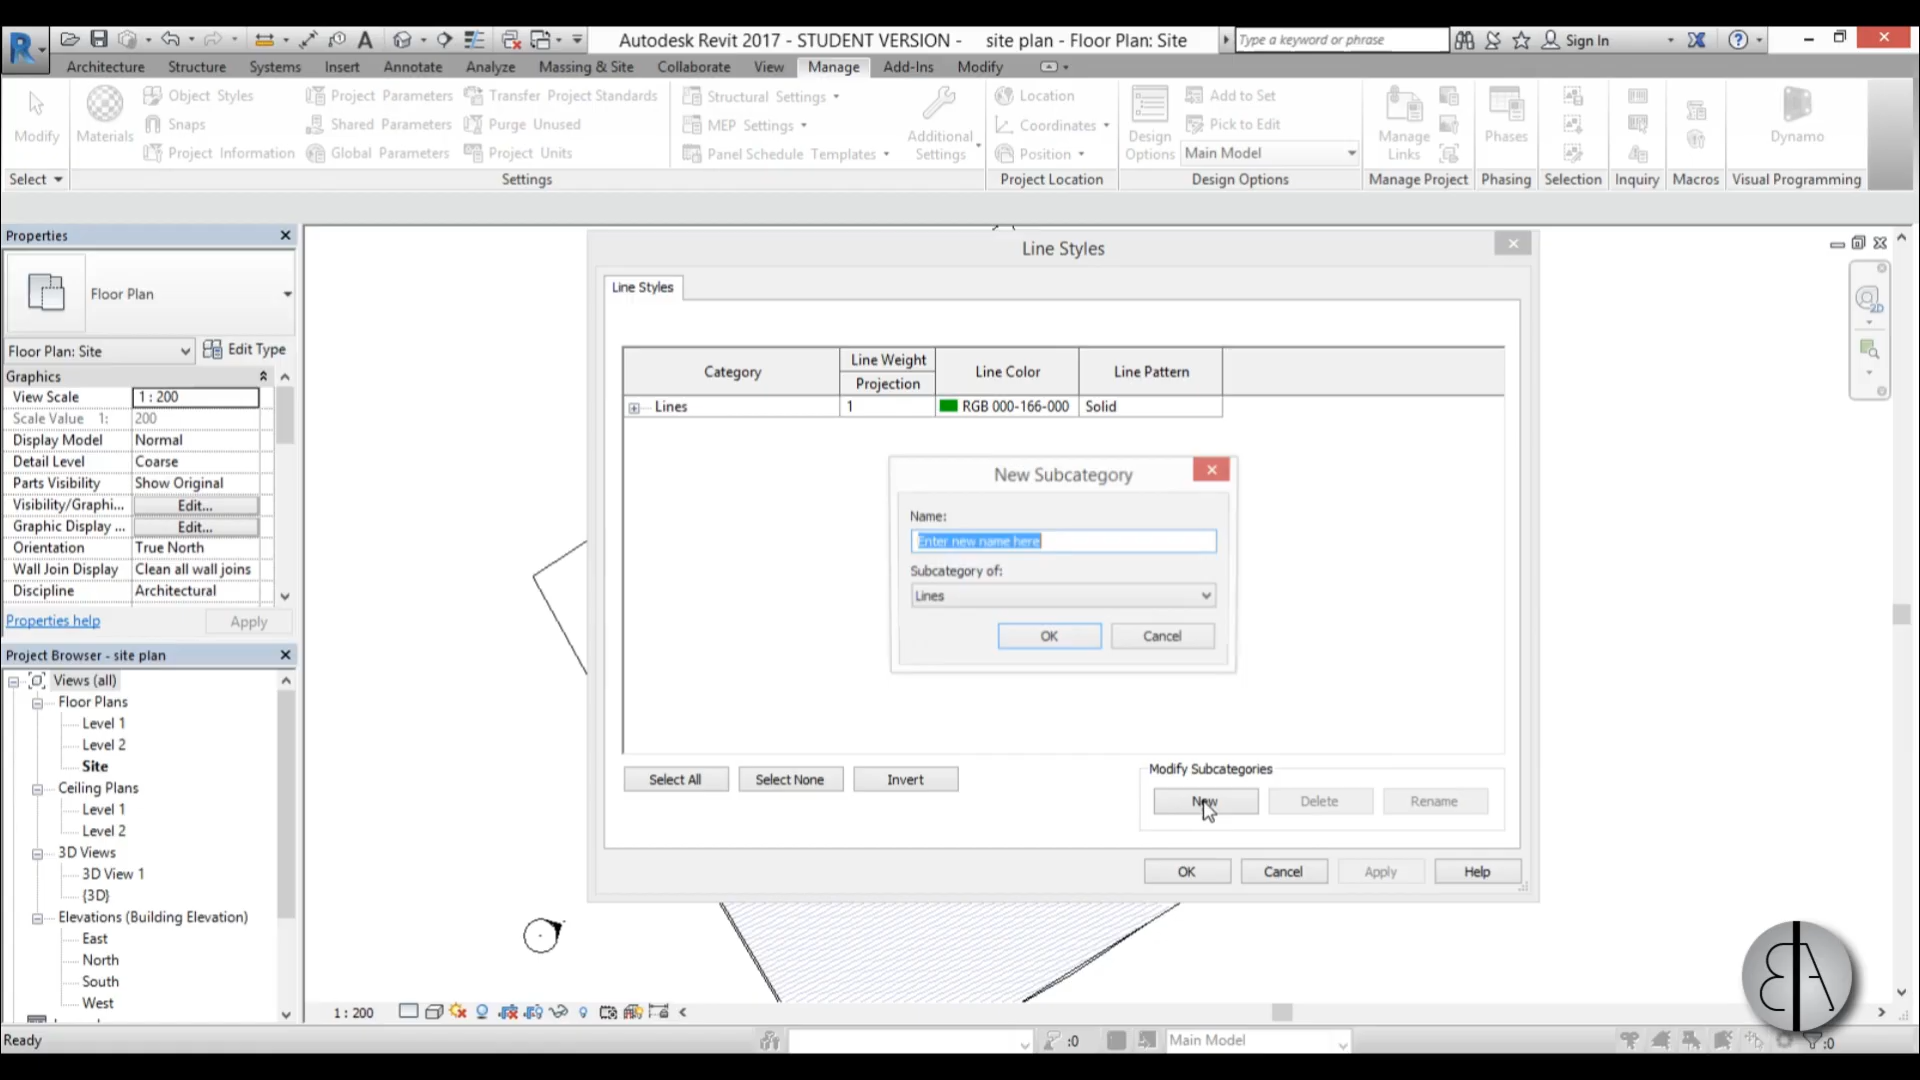 Autodesk Revit 2017 - STUDENT VERSION - site plan - Floor Plan: Site
Type a keyword or phrase
Sign In
Architecture Structure Systems Insert Annotate Analyze Massing & Site Collaborate View Manage Add-Ins Modify
Modify
Materials
Object Styles
Snaps
Project Information
Project Parameters
Shared Parameters
Global Parameters
Transfer Project Standards
Purge Unused
Project Units
Structural Settings
MEP Settings
Panel Schedule Templates
Additional
Settings
Location
Coordinates
Position
Design
Options
Add to Set
Pick to Edit
Main Model
Manage
Links
Phases
Dynamo
Select Settings Project Location Design Options Manage Project Phasing Selection Inquiry Macros Visual Programming
Properties
Floor Plan
Floor Plan: Site
Edit Type
Graphics
View Scale 1 : 200
Scale Value 1: 200
Display Model Normal
Detail Level Coarse
Parts Visibility Show Original
Visibility/Graphi... Edit...
Graphic Display ... Edit...
Orientation True North
Wall Join Display Clean all wall joins
Discipline Architectural
Properties help
Apply
Project Browser - site plan
Views (all)
Floor Plans
Level 1
Level 2
Site
Ceiling Plans
Level 1
Level 2
3D Views
3D View 1
{3D}
Elevations (Building Elevation)
East
North
South
West
Line Styles
Line Styles
Category
Line Weight
Projection
Line Color
Line Pattern
Lines 1 RGB 000-166-000 Solid
New Subcategory
Name:
Enter new name here
Subcategory of:
Lines
OK Cancel
Select All Select None Invert
Modify Subcategories
New Delete Rename
OK Cancel Apply Help
2D
1 : 200
Ready
:0
Main Model
:0